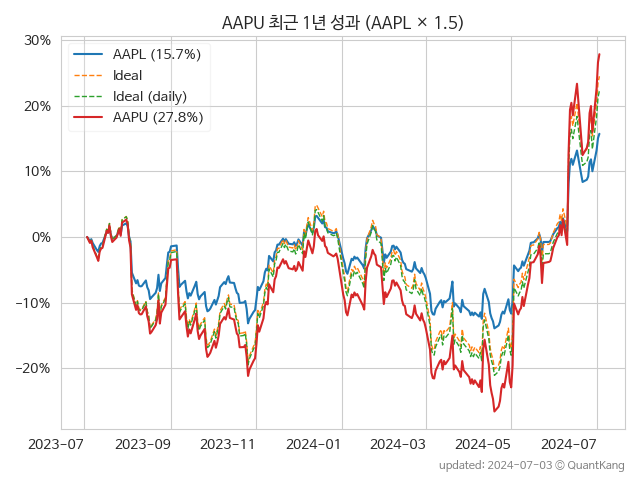 AAPU 최근 1년 성과 (AAPL × 1.5)
30%
20%
10%
0%
−10%
−20%
AAPL (15.7%)
Ideal
Ideal (daily)
AAPU (27.8%)
2023-07
2023-09
2023-11
2024-01
2024-03
2024-05
2024-07
updated: 2024-07-03 © QuantKang